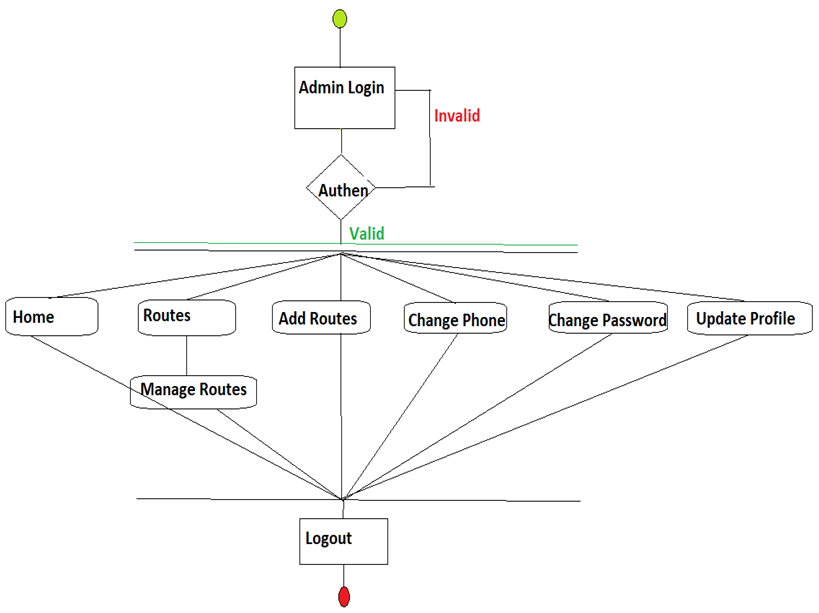 Admin Login
Invalid
Authen
Valid
Home
Routes
Add Routes
Change Phone
Change Password
Update Profile
Manage Routes
Logout